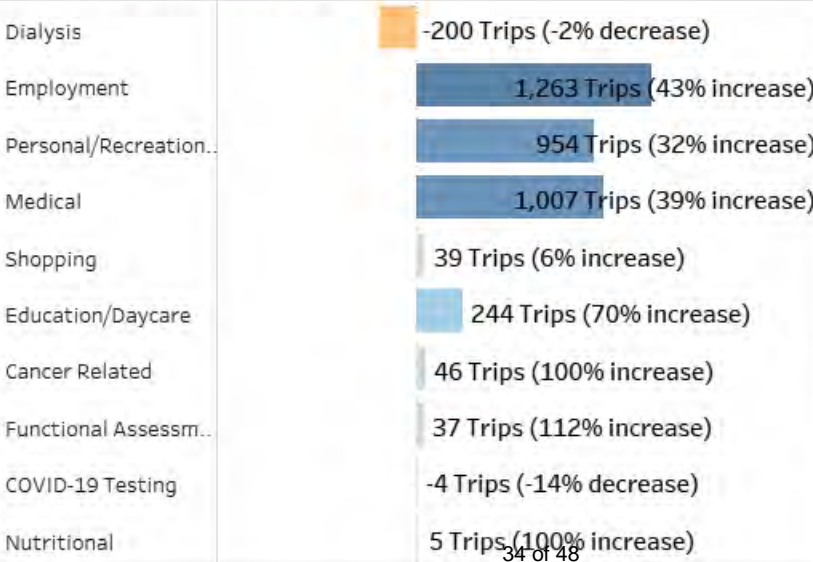 Dialysis -200 Trips (-2% decrease)
Employment 1,263 Trips (43% increase)
Personal/Recreation.. 954 Trips (32% increase)
Medical 1,007 Trips (39% increase)
Shopping 39 Trips (6% increase)
Education/Daycare 244 Trips (70% increase)
Cancer Related 46 Trips (100% increase)
Functional Assessm.. 37 Trips (112% increase)
COVID-19 Testing -4 Trips (-14% decrease)
Nutritional 5 Trips (100% increase)
34 of 48